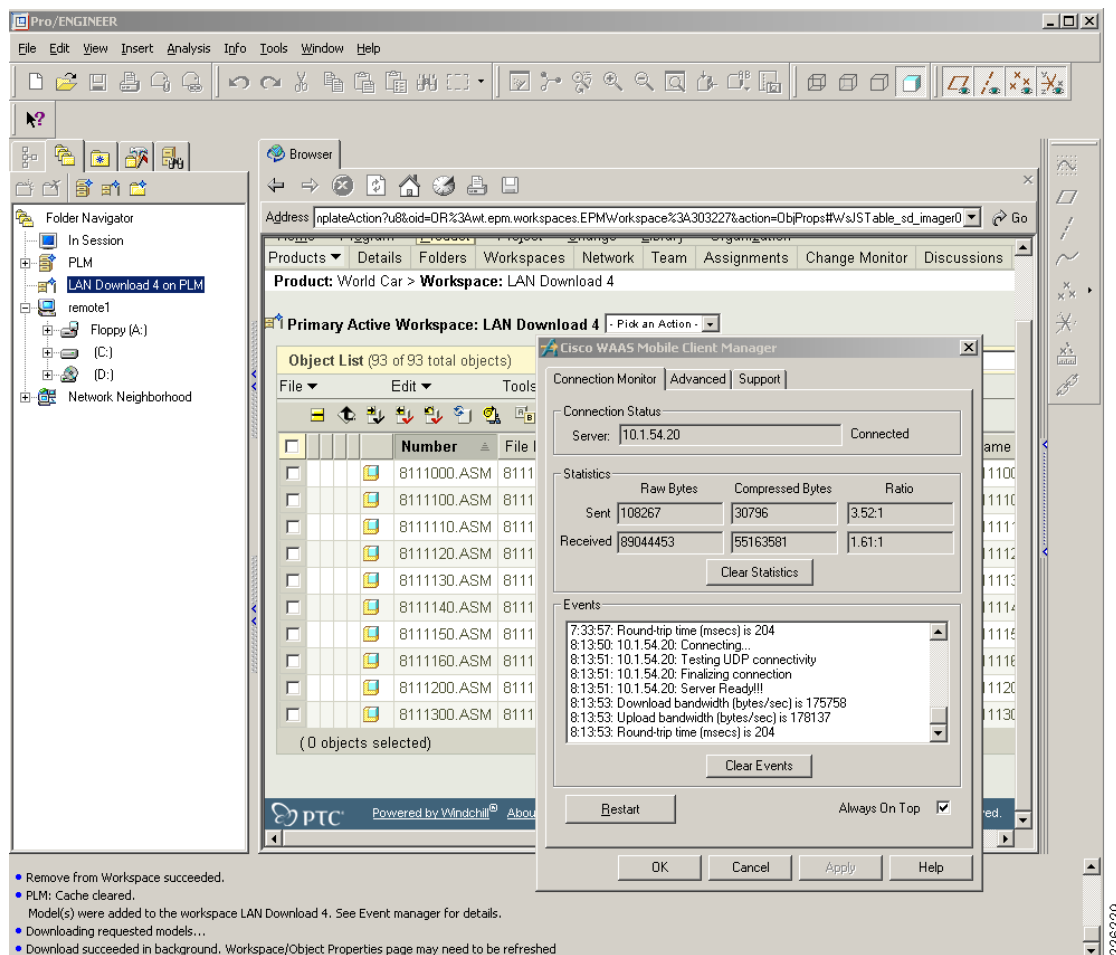 Pro/ENGINEER
File Edit View Insert Analysis Info Tools Window Help
Browser
Address nplateAction?u8&oid=OR%3Awt.epm.workspaces.EPMWorkspace%3A303227&action=ObjProps#WsJSTable_sd_imager0 Go
Folder Navigator
In Session
PLM
LAN Download 4 on PLM
remote1
Floppy (A:)
(C:)
(D:)
Network Neighborhood
Products Details Folders Workspaces Network Team Assignments Change Monitor Discussions
Product: World Car > Workspace: LAN Download 4
Primary Active Workspace: LAN Download 4 - Pick an Action -
Object List (93 of 93 total objects)
File Edit Tools
Number File
8111000.ASM 8111
8111100.ASM 8111
8111110.ASM 8111
8111120.ASM 8111
8111130.ASM 8111
8111140.ASM 8111
8111150.ASM 8111
8111160.ASM 8111
8111200.ASM 8111
8111300.ASM 8111
(0 objects selected)
PTC Powered by Windchill®
Cisco WAAS Mobile Client Manager
Connection Monitor Advanced Support
Connection Status
Server: 10.1.54.20 Connected
Statistics
Raw Bytes Compressed Bytes Ratio
Sent 108267 30796 3.52:1
Received 89044453 55163581 1.61:1
Clear Statistics
Events
7:33:57: Round-trip time (msecs) is 204
8:13:50: 10.1.54.20: Connecting...
8:13:51: 10.1.54.20: Testing UDP connectivity
8:13:51: 10.1.54.20: Finalizing connection
8:13:51: 10.1.54.20: Server Ready!!!
8:13:53: Download bandwidth (bytes/sec) is 175758
8:13:53: Upload bandwidth (bytes/sec) is 178137
8:13:53: Round-trip time (msecs) is 204
Clear Events
Restart Always On Top
OK Cancel Apply Help
Remove from Workspace succeeded.
PLM: Cache cleared.
Model(s) were added to the workspace LAN Download 4. See Event manager for details.
Downloading requested models...
Download succeeded in background. Workspace/Object Properties page may need to be refreshed